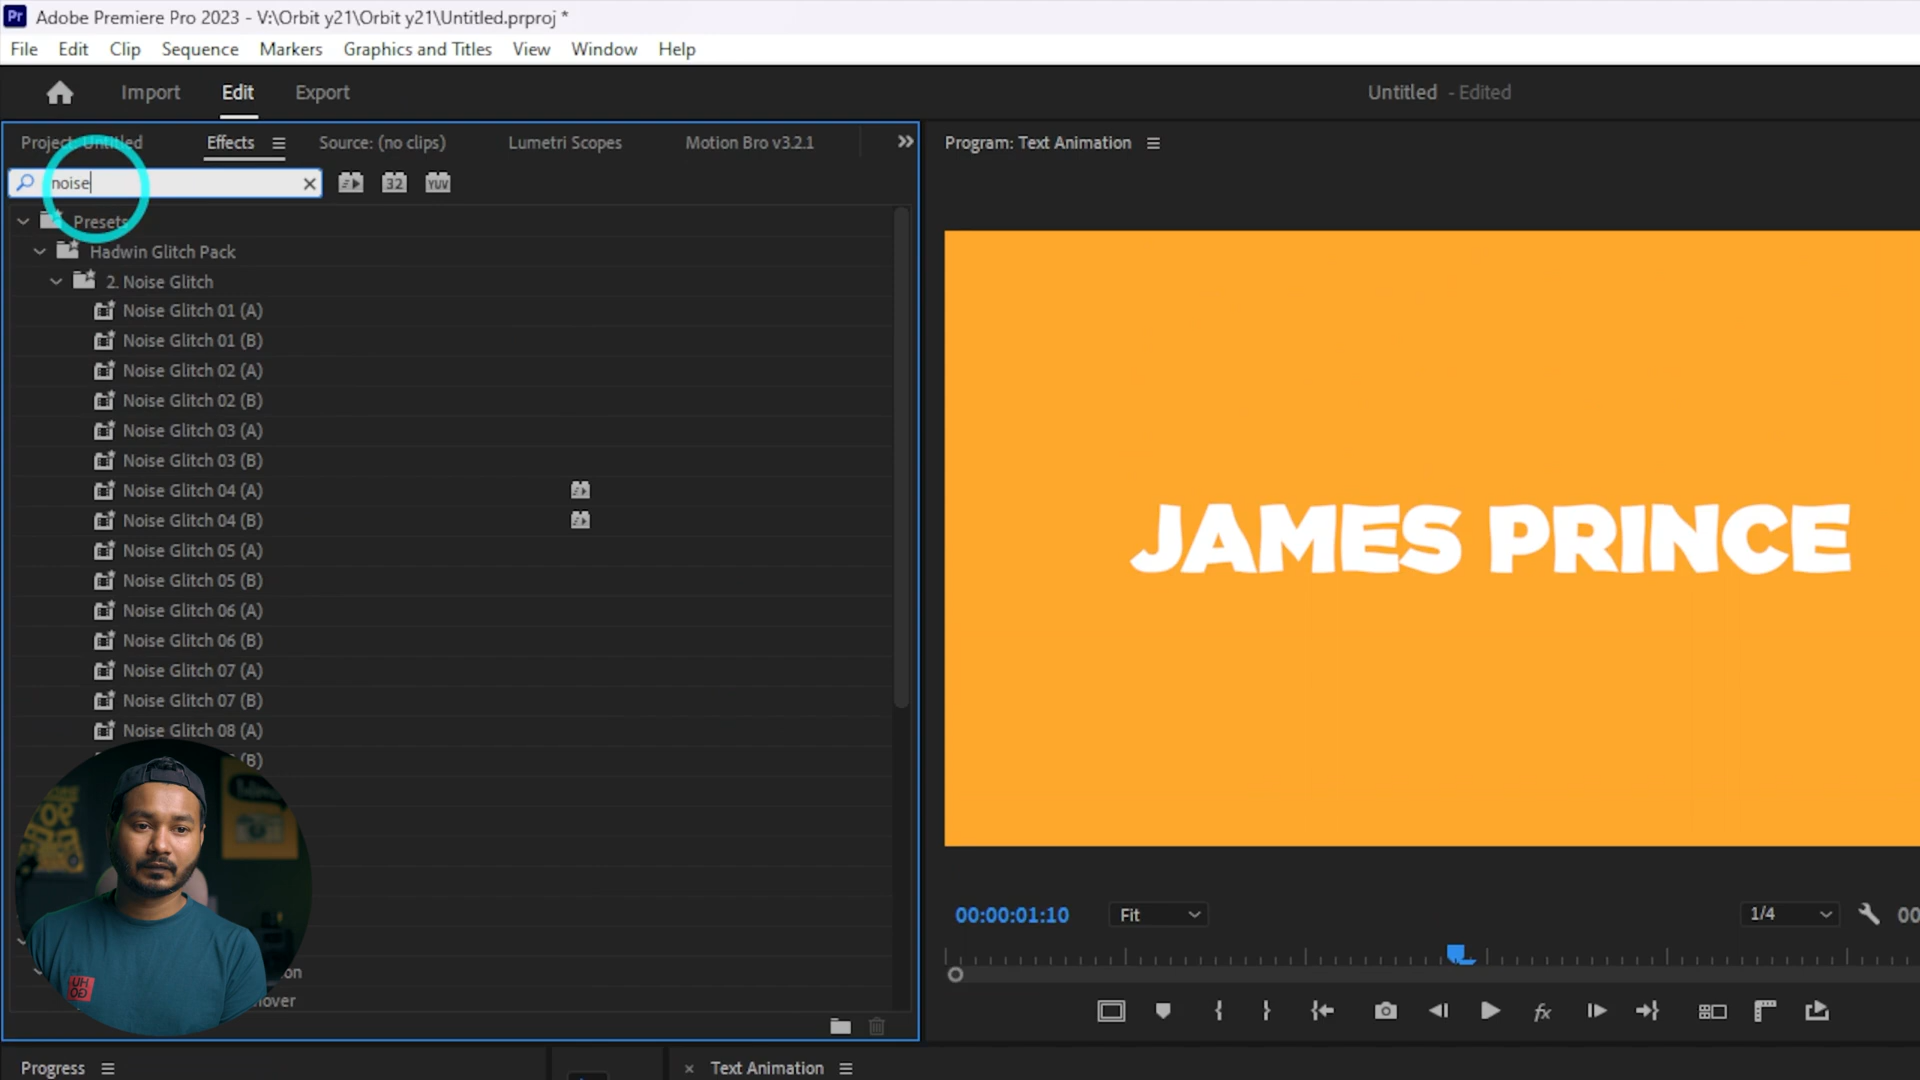 Pr Adobe Premiere Pro 2023 - V:\Orbit y21\Orbit y21\Untitled.prproj *
File Edit Clip Sequence Markers Graphics and Titles View Window Help
Import Edit Export Untitled - Edited
Project: Untitled Effects Source: (no clips) Lumetri Scopes Motion Bro v3.2.1 Program: Text Animation
noise 32 YUV
Presets
Hadwin Glitch Pack
2. Noise Glitch
Noise Glitch 01 (A)
Noise Glitch 01 (B)
Noise Glitch 02 (A)
Noise Glitch 02 (B)
Noise Glitch 03 (A)
Noise Glitch 03 (B)
Noise Glitch 04 (A)
Noise Glitch 04 (B)
Noise Glitch 05 (A)
Noise Glitch 05 (B)
Noise Glitch 06 (A)
Noise Glitch 06 (B)
Noise Glitch 07 (A)
Noise Glitch 07 (B)
Noise Glitch 08 (A)
(B)
JAMES PRINCE
00:00:01:10 Fit 1/4 00
fx
Progress Text Animation